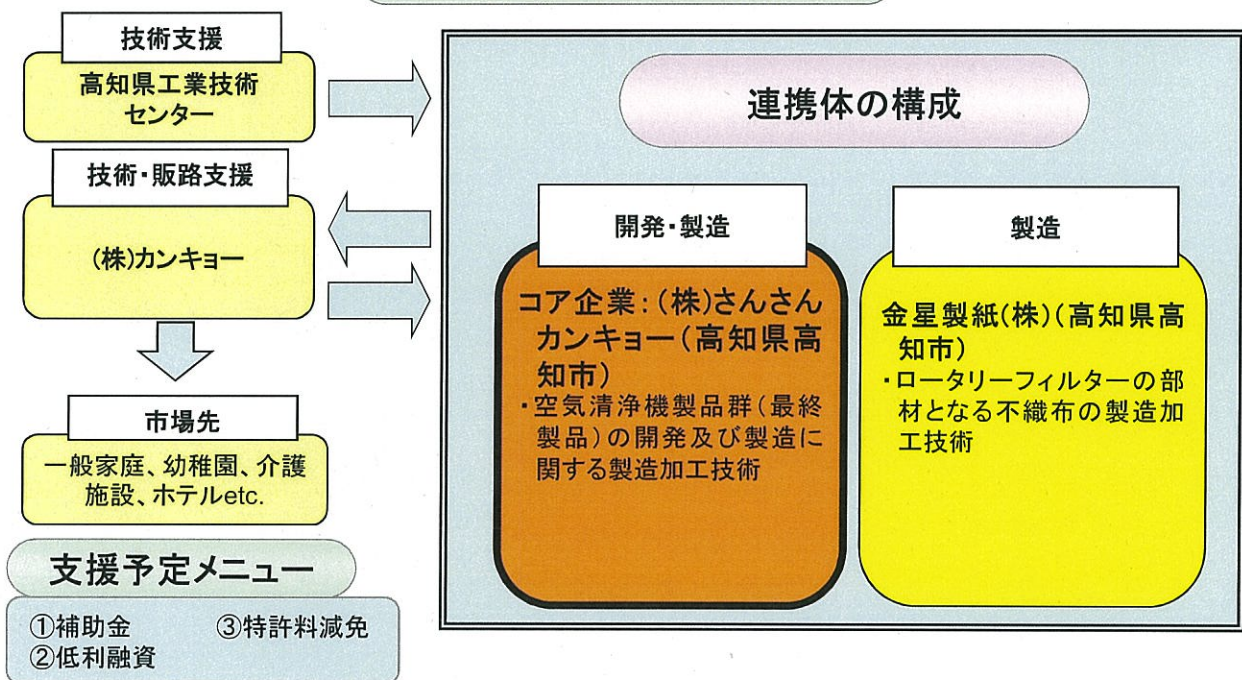 技術支援
高知県工業技術
センター
技術・販路支援
(株)カンキョー
市場先
一般家庭、幼稚園、介護
施設、ホテルetc.
支援予定メニュー
①補助金 ③特許料減免
②低利融資
連携体の構成
開発・製造
コア企業:(株)さんさん
カンキョー(高知県高
知市)
・空気清浄機製品群(最終
製品)の開発及び製造に
関する製造加工技術
製造
金星製紙(株)(高知県高
知市)
・ロータリーフィルターの部
材となる不織布の製造加
工技術